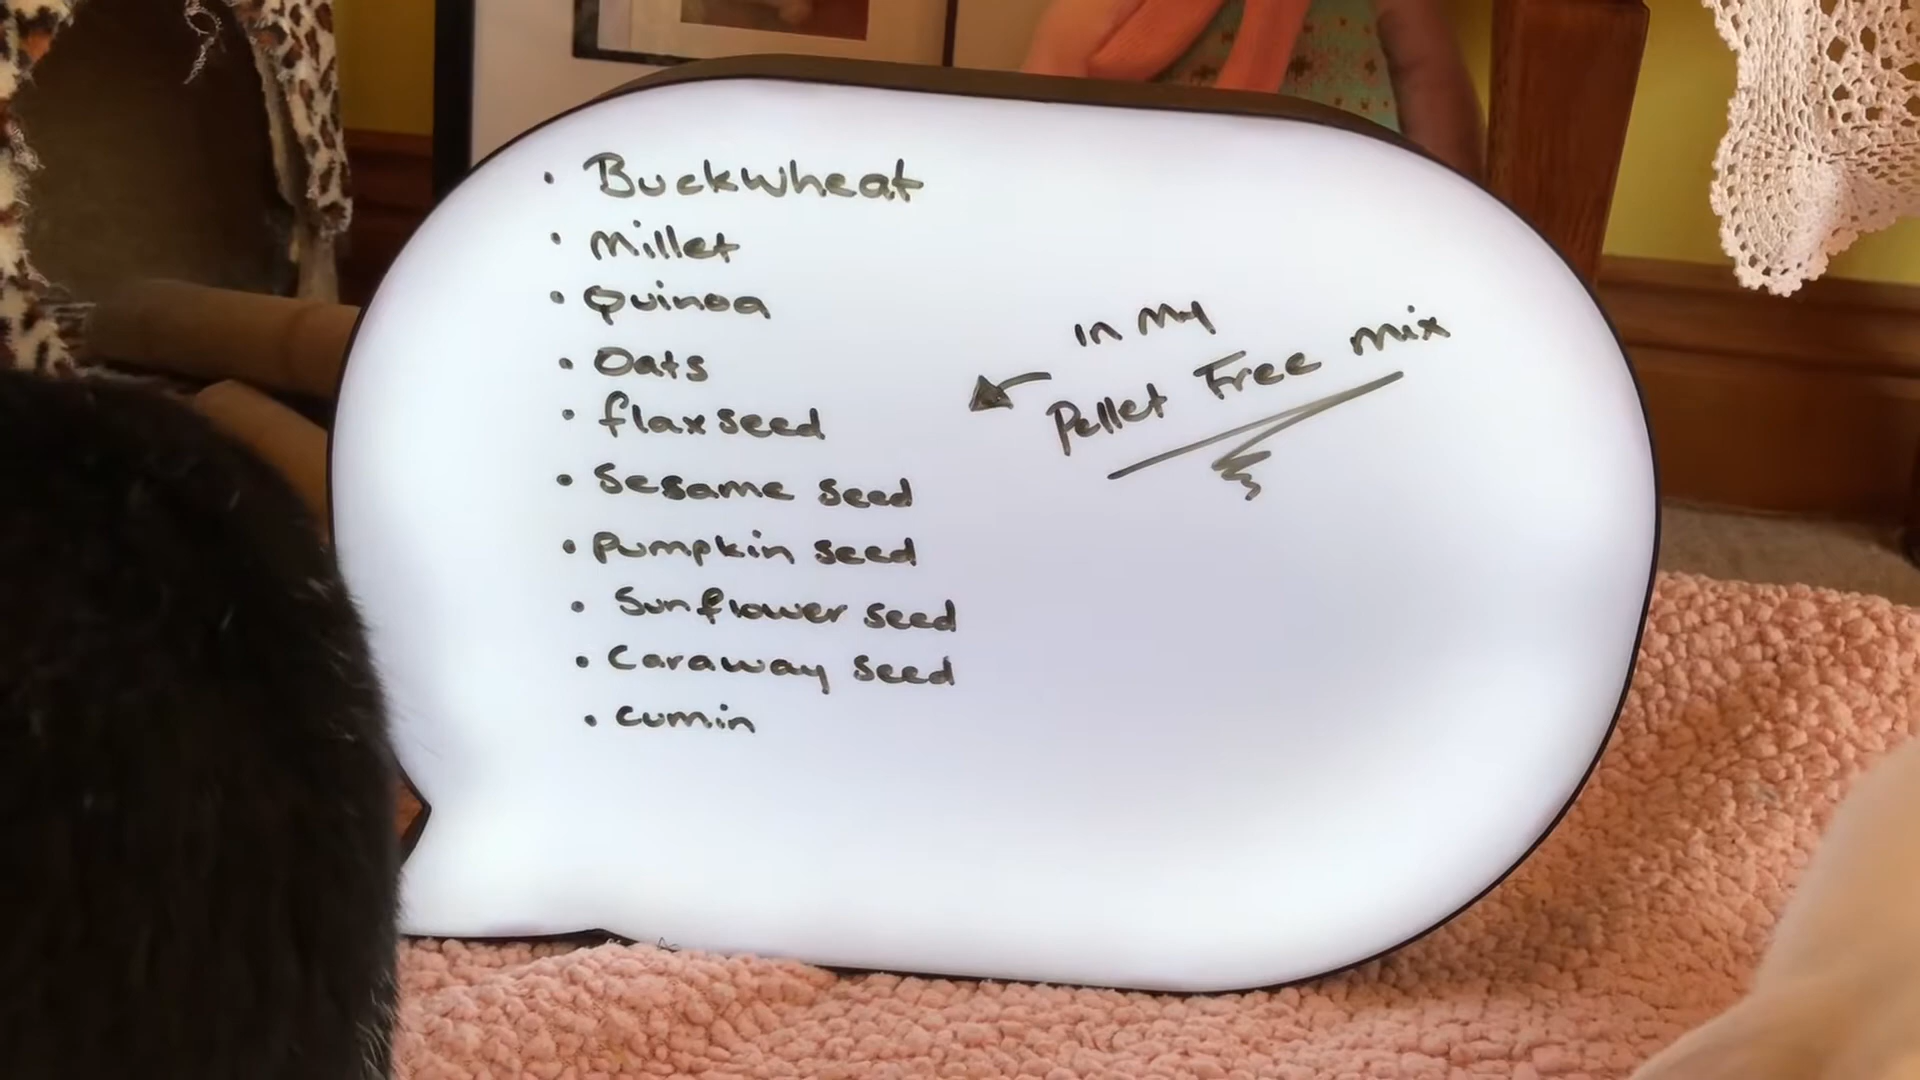 • Buckwheat
• Millet
• Quinoa
• Oats
• flaxseed
• Sesame seed
• Pumpkin seed
• Sunflower seed
• Caraway seed
• cumin
in my
Pellet Free mix